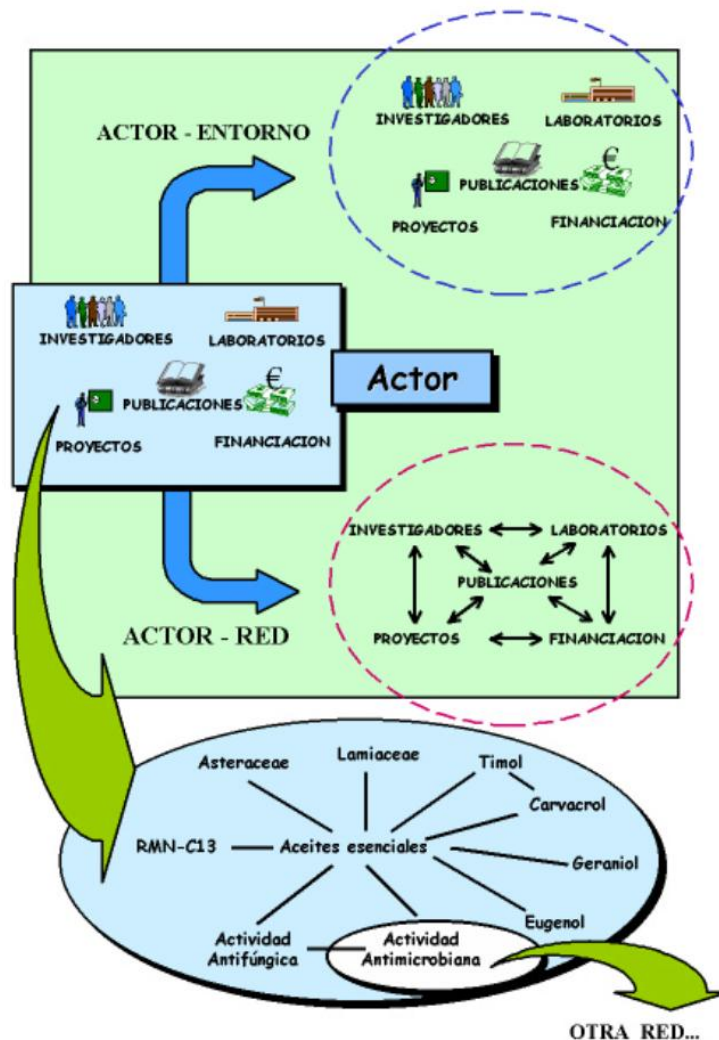 ACTOR - ENTORNO
INVESTIGADORES
LABORATORIOS
PUBLICACIONES
€
PROYECTOS
FINANCIACION
INVESTIGADORES
LABORATORIOS
PUBLICACIONES
€
PROYECTOS
FINANCIACION
Actor
ACTOR - RED
INVESTIGADORES
LABORATORIOS
PUBLICACIONES
PROYECTOS
FINANCIACION
Asteraceae
Lamiaceae
Timol
Carvacrol
RMN-C13
Aceites esenciales
Geraniol
Eugenol
Actividad
Antifúngica
Actividad
Antimicrobiana
OTRA RED...